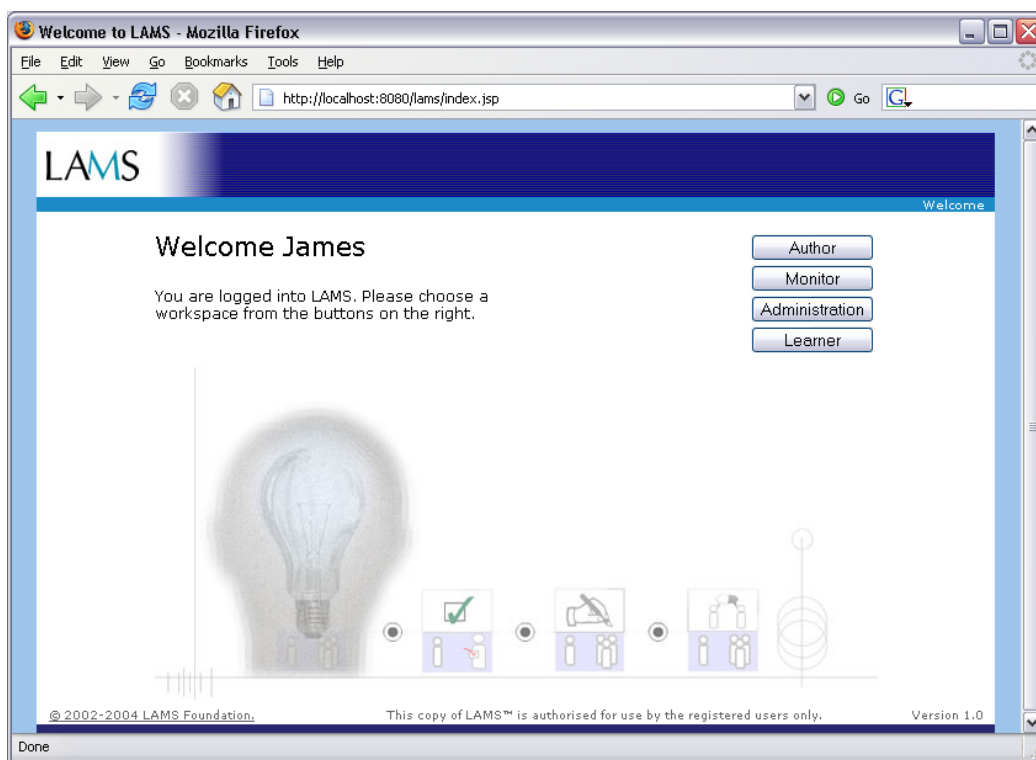 Welcome to LAMS - Mozilla Firefox
File Edit View Go Bookmarks Tools Help
http://localhost:8080/lams/index.jsp Go G
LAMS
Welcome
Welcome James
You are logged into LAMS. Please choose a
workspace from the buttons on the right.
Author
Monitor
Administration
Learner
© 2002-2004 LAMS Foundation. This copy of LAMS™ is authorised for use by the registered users only. Version 1.0
Done